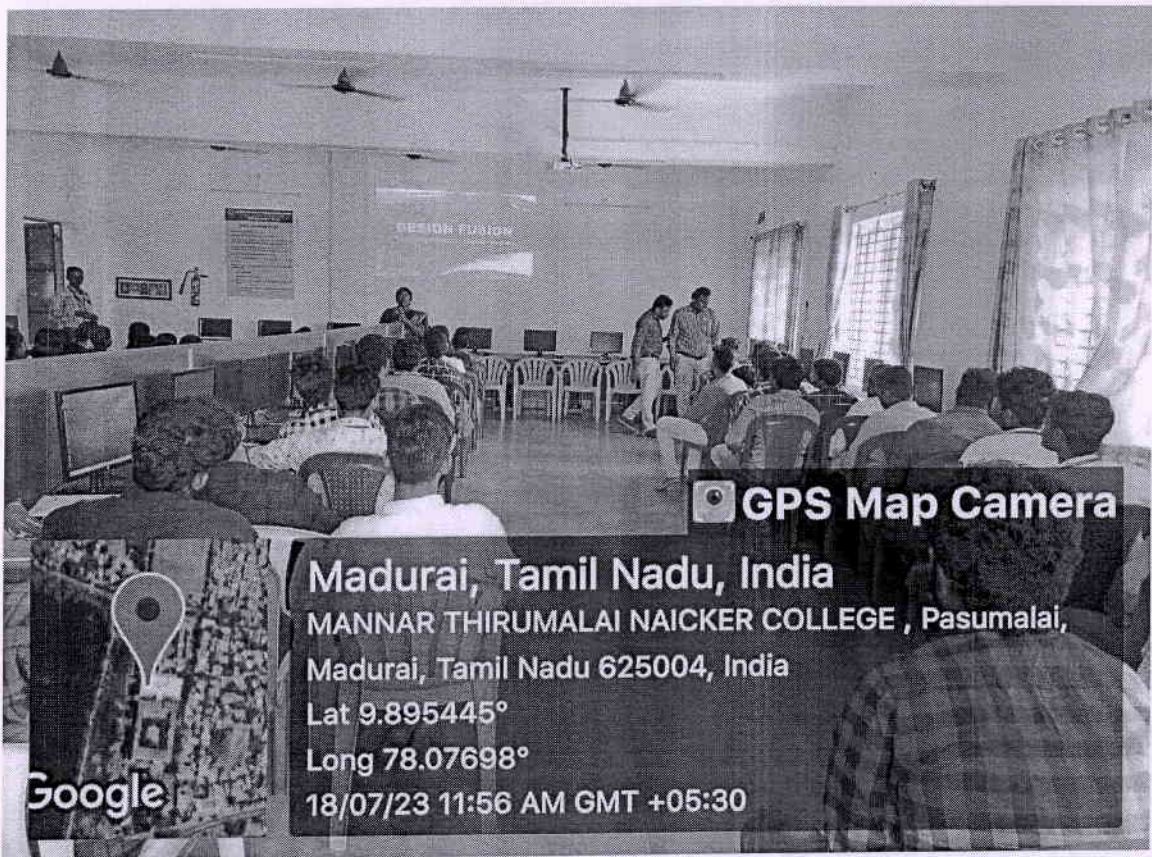 DESIGN FUSION
GPS Map Camera
Madurai, Tamil Nadu, India
MANNAR THIRUMALAI NAICKER COLLEGE , Pasumalai,
Madurai, Tamil Nadu 625004, India
Lat 9.895445°
Long 78.07698°
18/07/23 11:56 AM GMT +05:30
Google